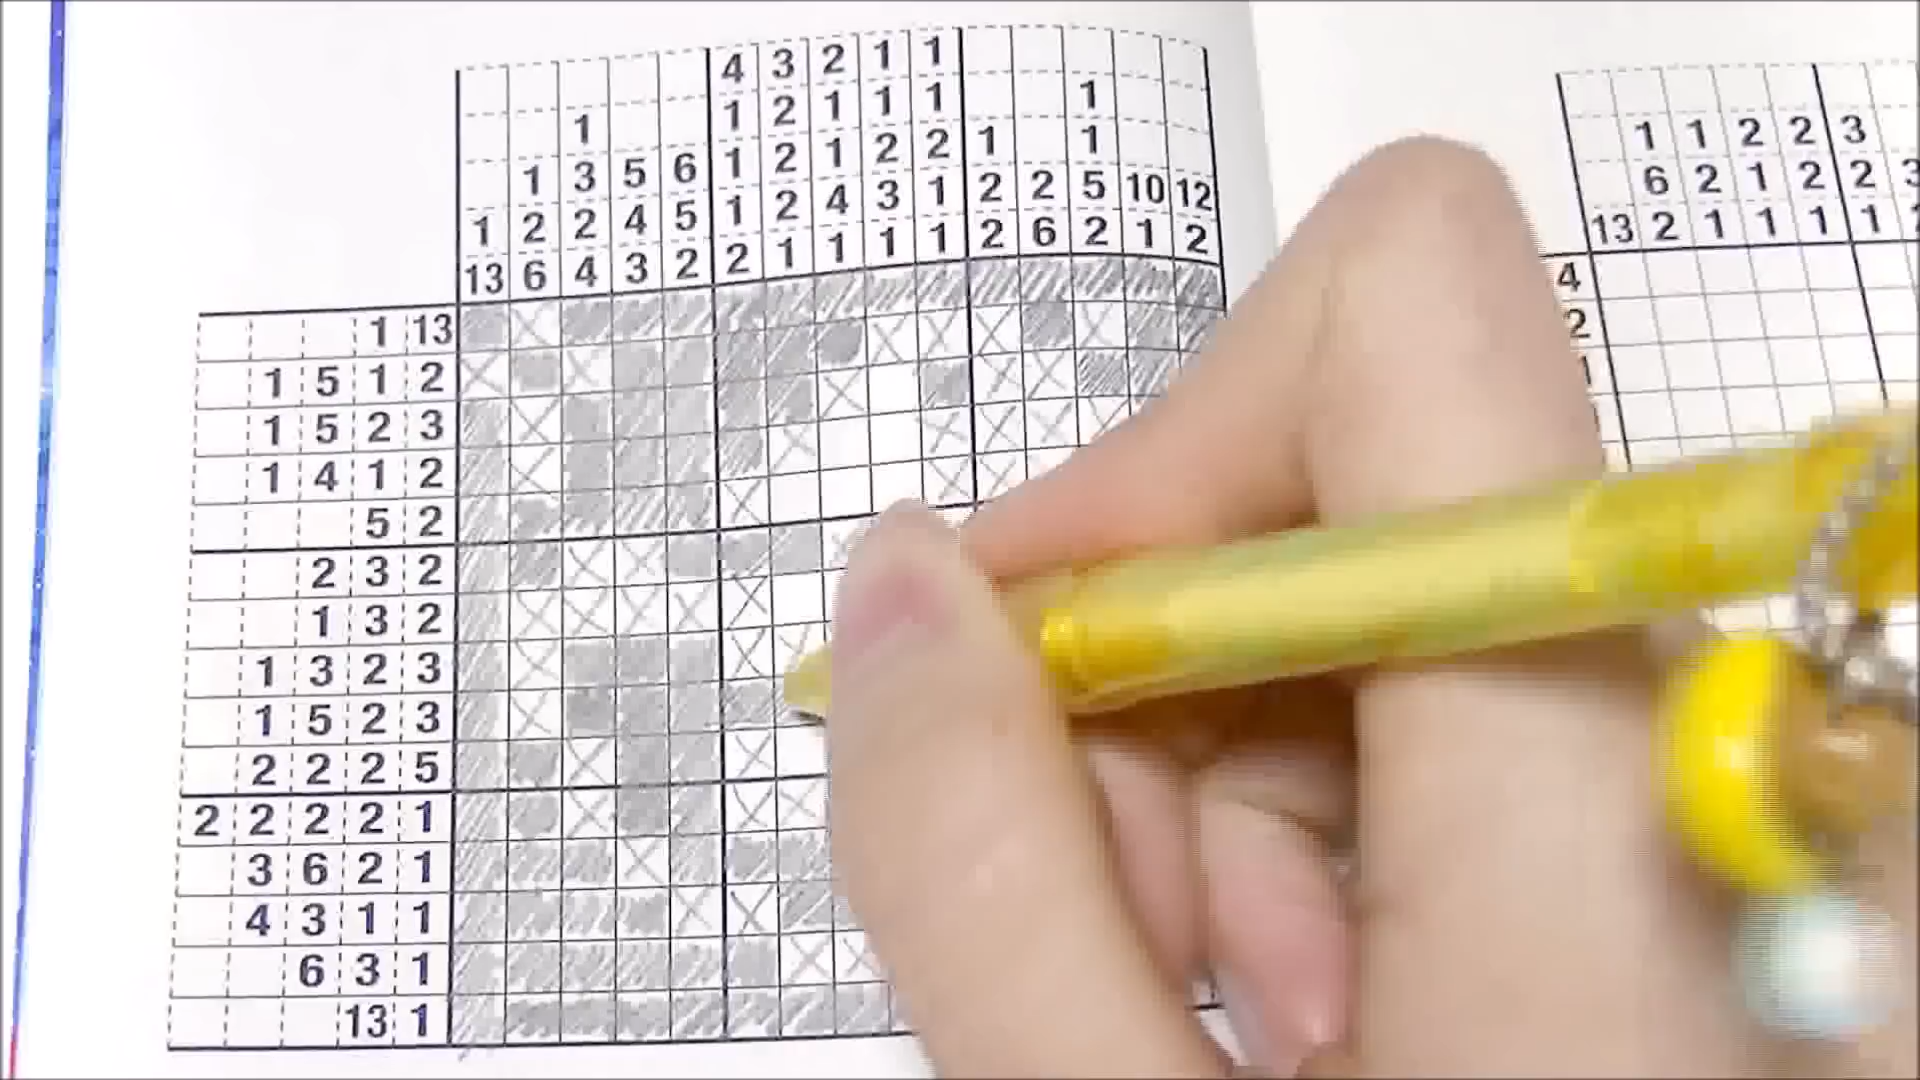 4 3 2 1 1
1 2 1 1 1 1
1 1 2 1 2 2 1 1
1 3 5 6 1 2 4 3 1 2 2 5 10 12
1 2 2 4 5 2 1 1 1 1 2 6 2 1 2
13 6 4 3 2
1 13
1 5 1 2
1 5 2 3
1 4 1 2
5 2
2 3 2
1 3 2
1 3 2 3
1 5 2 3
2 2 2 5
2 2 2 2 1
3 6 2 1
4 3 1 1
6 3 1
13 1
1 1 2 2 3
6 2 1 2 2 3
13 2 1 1 1 1
4
2
1